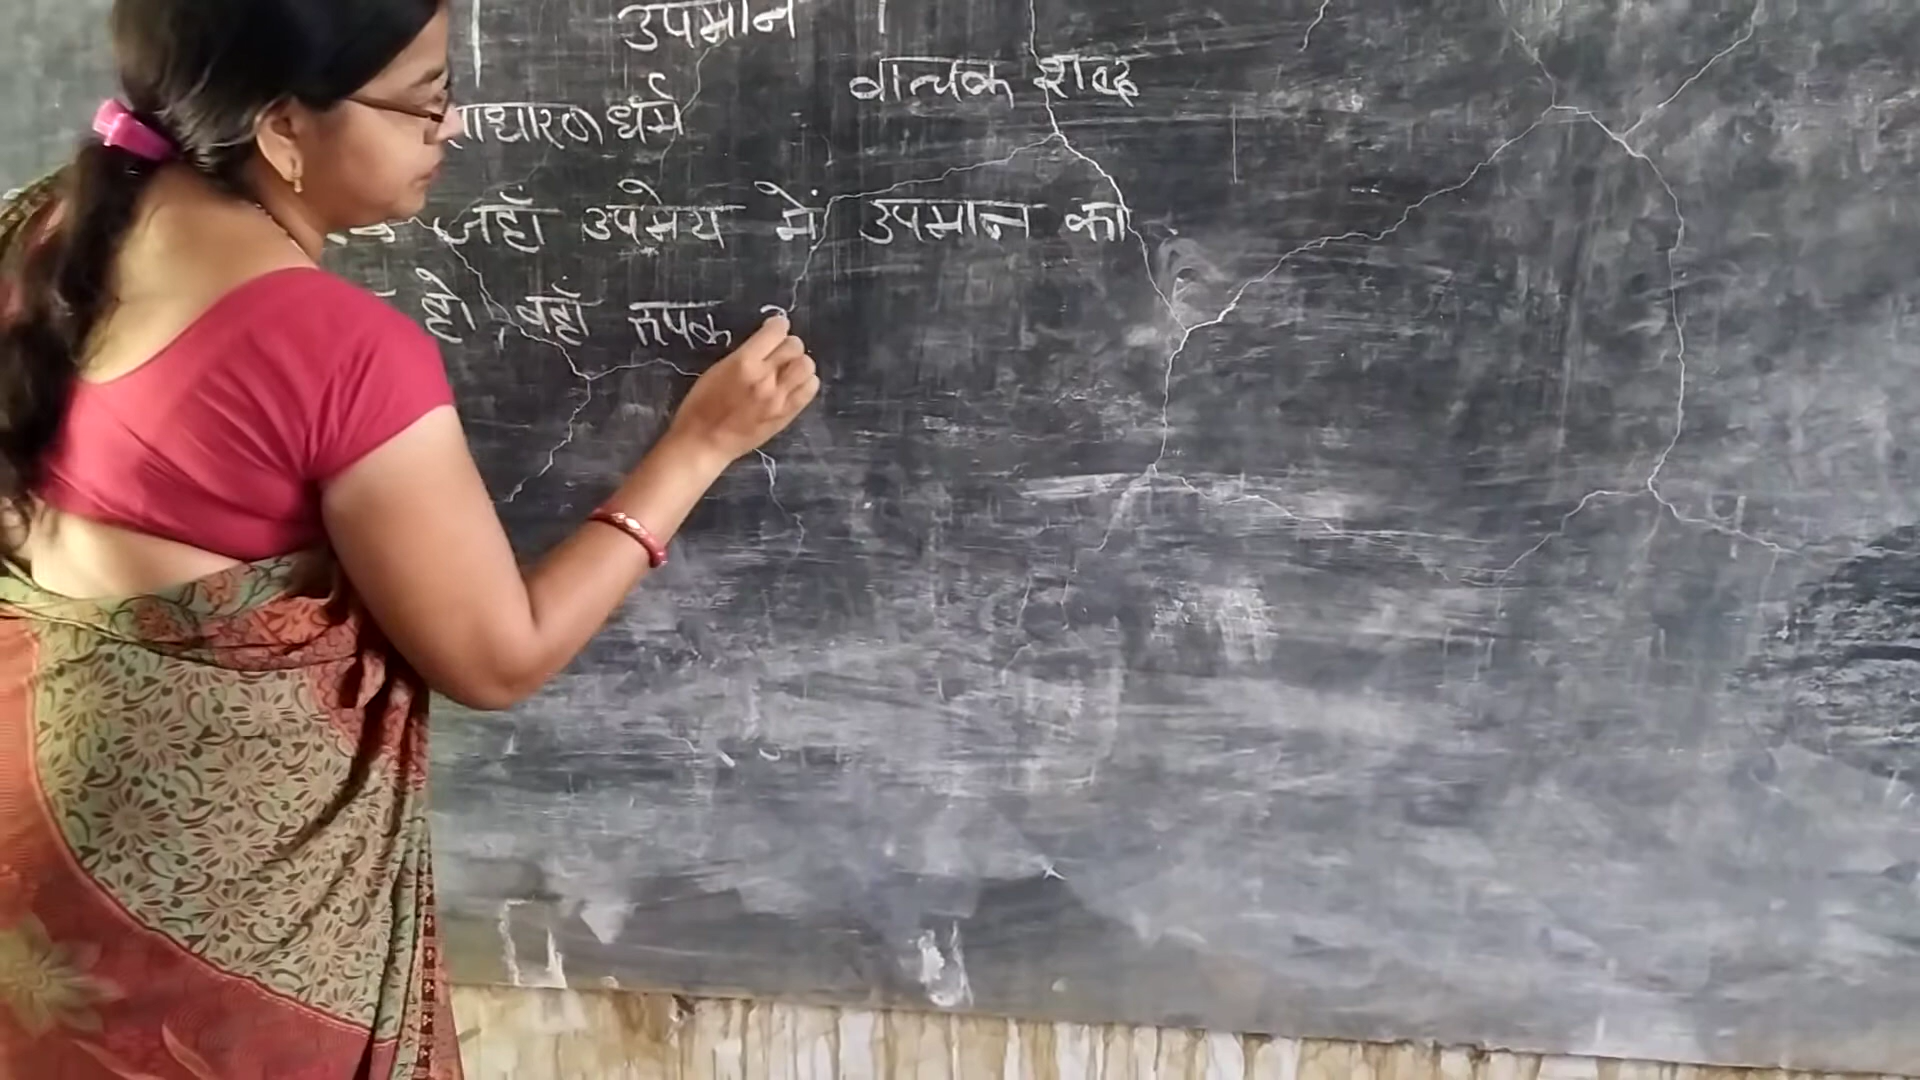 उपमान
वाचक शब्द
साधारण धर्म
जहाँ उपमेय में उपमान का
हो, वहाँ रूपक